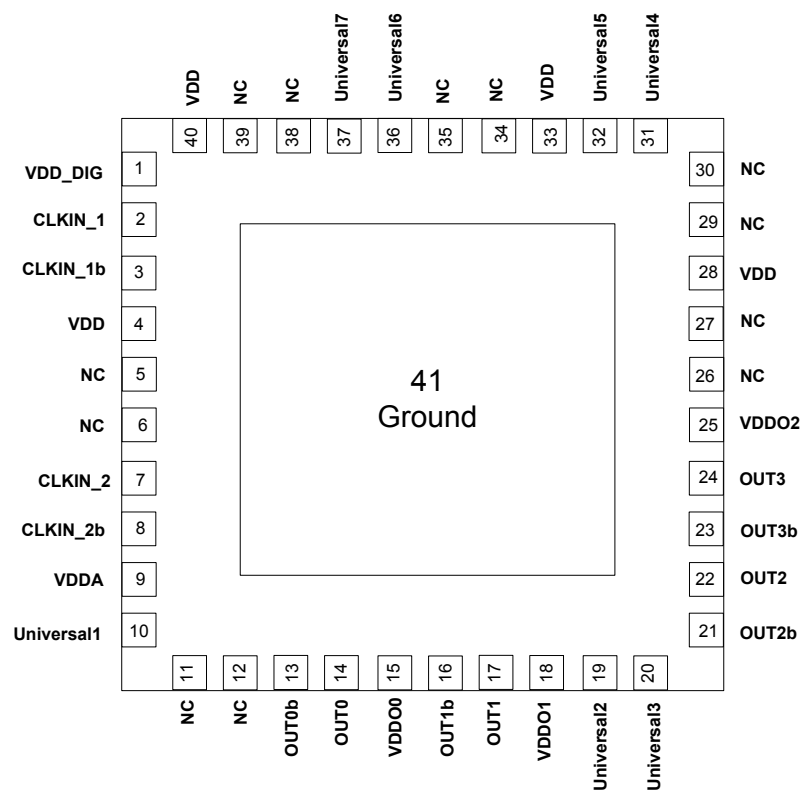 VDD
NC
NC
Universal7
Universal6
NC
NC
VDD
Universal5
Universal4
40
39
38
37
36
35
34
33
32
31
VDD_DIG 1
CLKIN_1 2
CLKIN_1b 3
VDD 4
NC 5
NC 6
CLKIN_2 7
CLKIN_2b 8
VDDA 9
Universal1 10
41
Ground
30 NC
29 NC
28 VDD
27 NC
26 NC
25 VDDO2
24 OUT3
23 OUT3b
22 OUT2
21 OUT2b
11
12
13
14
15
16
17
18
19
20
NC
NC
OUT0b
OUT0
VDDO0
OUT1b
OUT1
VDDO1
Universal2
Universal3